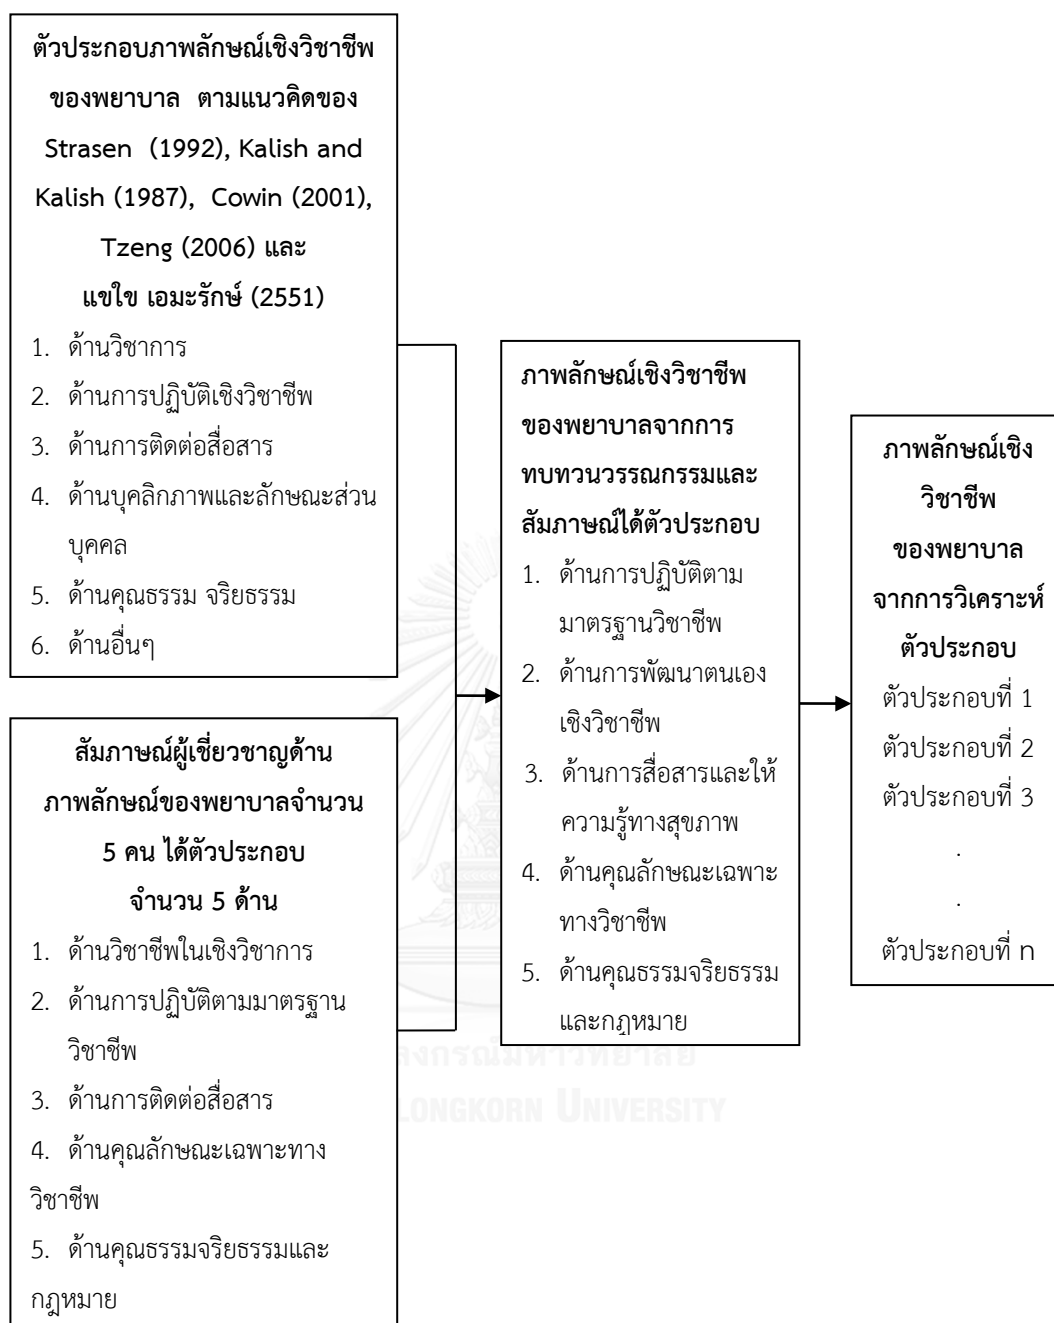 ตัวประกอบภาพลักษณ์เชิงวิชาชีพ
ของพยาบาล ตามแนวคิดของ
Strasen (1992), Kalish and
Kalish (1987), Cowin (2001),
Tzeng (2006) และ
แขไข เอมะรักษ์ (2551)
1. ด้านวิชาการ
2. ด้านการปฏิบัติเชิงวิชาชีพ
3. ด้านการติดต่อสื่อสาร
4. ด้านบุคลิกภาพและลักษณะส่วน
บุคคล
5. ด้านคุณธรรม จริยธรรม
6. ด้านอื่นๆ
สัมภาษณ์ผู้เชี่ยวชาญด้าน
ภาพลักษณ์ของพยาบาลจำนวน
5 คน ได้ตัวประกอบ
จำนวน 5 ด้าน
1. ด้านวิชาชีพในเชิงวิชาการ
2. ด้านการปฏิบัติตามมาตรฐาน
วิชาชีพ
3. ด้านการติดต่อสื่อสาร
4. ด้านคุณลักษณะเฉพาะทาง
วิชาชีพ
5. ด้านคุณธรรมจริยธรรมและ
กฎหมาย
ภาพลักษณ์เชิงวิชาชีพ
ของพยาบาลจากการ
ทบทวนวรรณกรรมและ
สัมภาษณ์ได้ตัวประกอบ
1. ด้านการปฏิบัติตาม
มาตรฐานวิชาชีพ
2. ด้านการพัฒนาตนเอง
เชิงวิชาชีพ
3. ด้านการสื่อสารและให้
ความรู้ทางสุขภาพ
4. ด้านคุณลักษณะเฉพาะ
ทางวิชาชีพ
5. ด้านคุณธรรมจริยธรรม
และกฎหมาย
ภาพลักษณ์เชิง
วิชาชีพ
ของพยาบาล
จากการวิเคราะห์
ตัวประกอบ
ตัวประกอบที่ 1
ตัวประกอบที่ 2
ตัวประกอบที่ 3
.
.
ตัวประกอบที่ n
ลงกรณ์มหาวิทยาลัย
LONGKORN UNIVERSITY